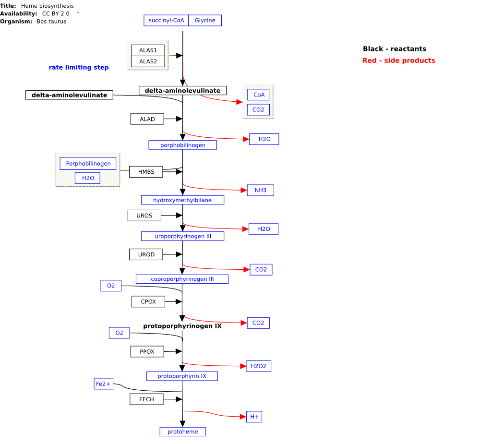 Title: Heme biosynthesis
Availability: CC BY 2.0
Organism: Bos taurus
succinyl-CoA Glycine
ALAS1
ALAS2
Black - reactants
Red - side products
rate limiting step
delta-aminolevulinate
delta-aminolevulinate
CoA
CO2
ALAD
H2O
porphobilinogen
Porphobilinogen
H2O
HMBS
NH3
hydroxymethylbilane
UROS
H2O
uroporphyrinogen III
UROD
CO2
coproporphyrinogen III
O2
CPOX
CO2
protoporphyrinogen IX
O2
PPOX
H2O2
protoporphyrin IX
Fe2+
FFCH
H+
protoheme